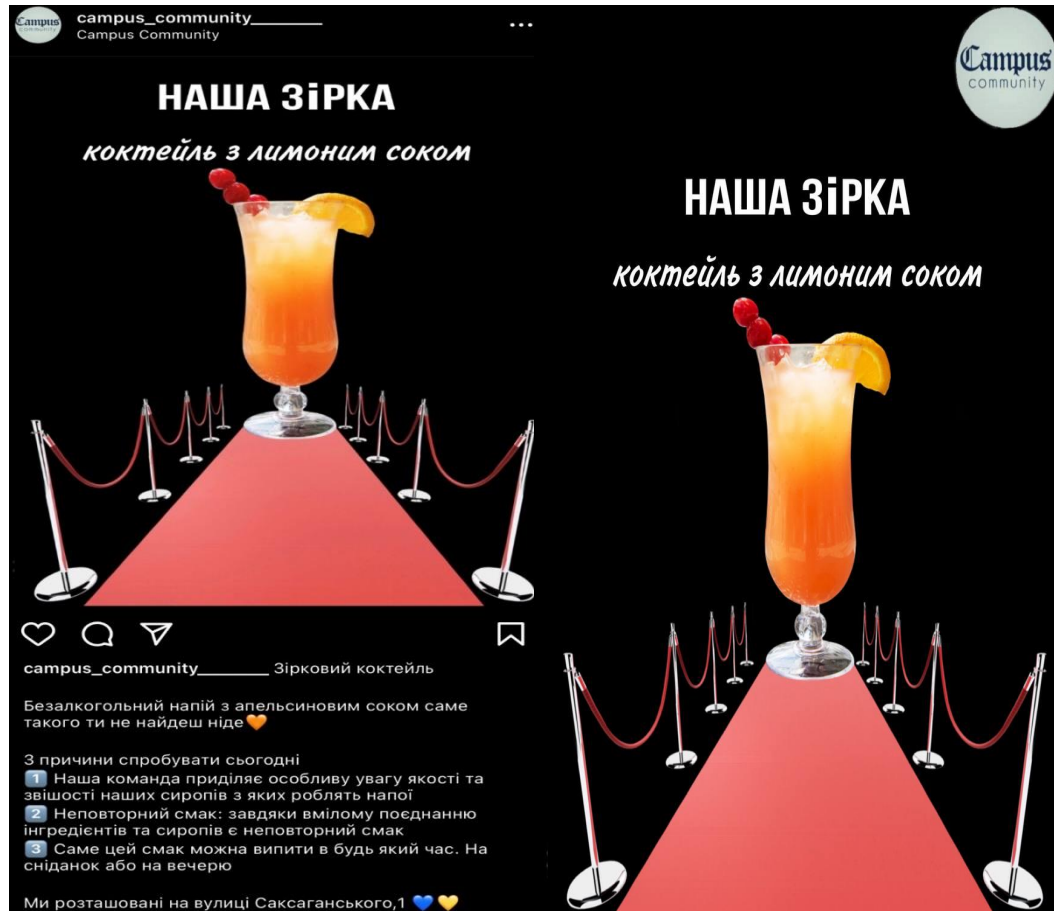 campus_community________
Campus Community
Campus
community
НАША ЗіРКА
коктейль з лимоним соком
campus_community________ Зірковий коктейль
Безалкогольний напій з апельсиновим соком саме
такого ти не найдеш ніде🧡
3 причини спробувати сьогодні
1️⃣ Наша команда приділяє особливу увагу якості та
звішості наших сиропів з яких роблять напої
2️⃣ Неповторний смак: завдяки вмілому поєднанню
інгредієнтів та сиропів є неповторний смак
3️⃣ Саме цей смак можна випити в будь який час. На
сніданок або на вечерю
Ми розташовані на вулиці Саксаганського,1 💙💛
Campus
community
НАША ЗіРКА
коктейль з лимоним соком